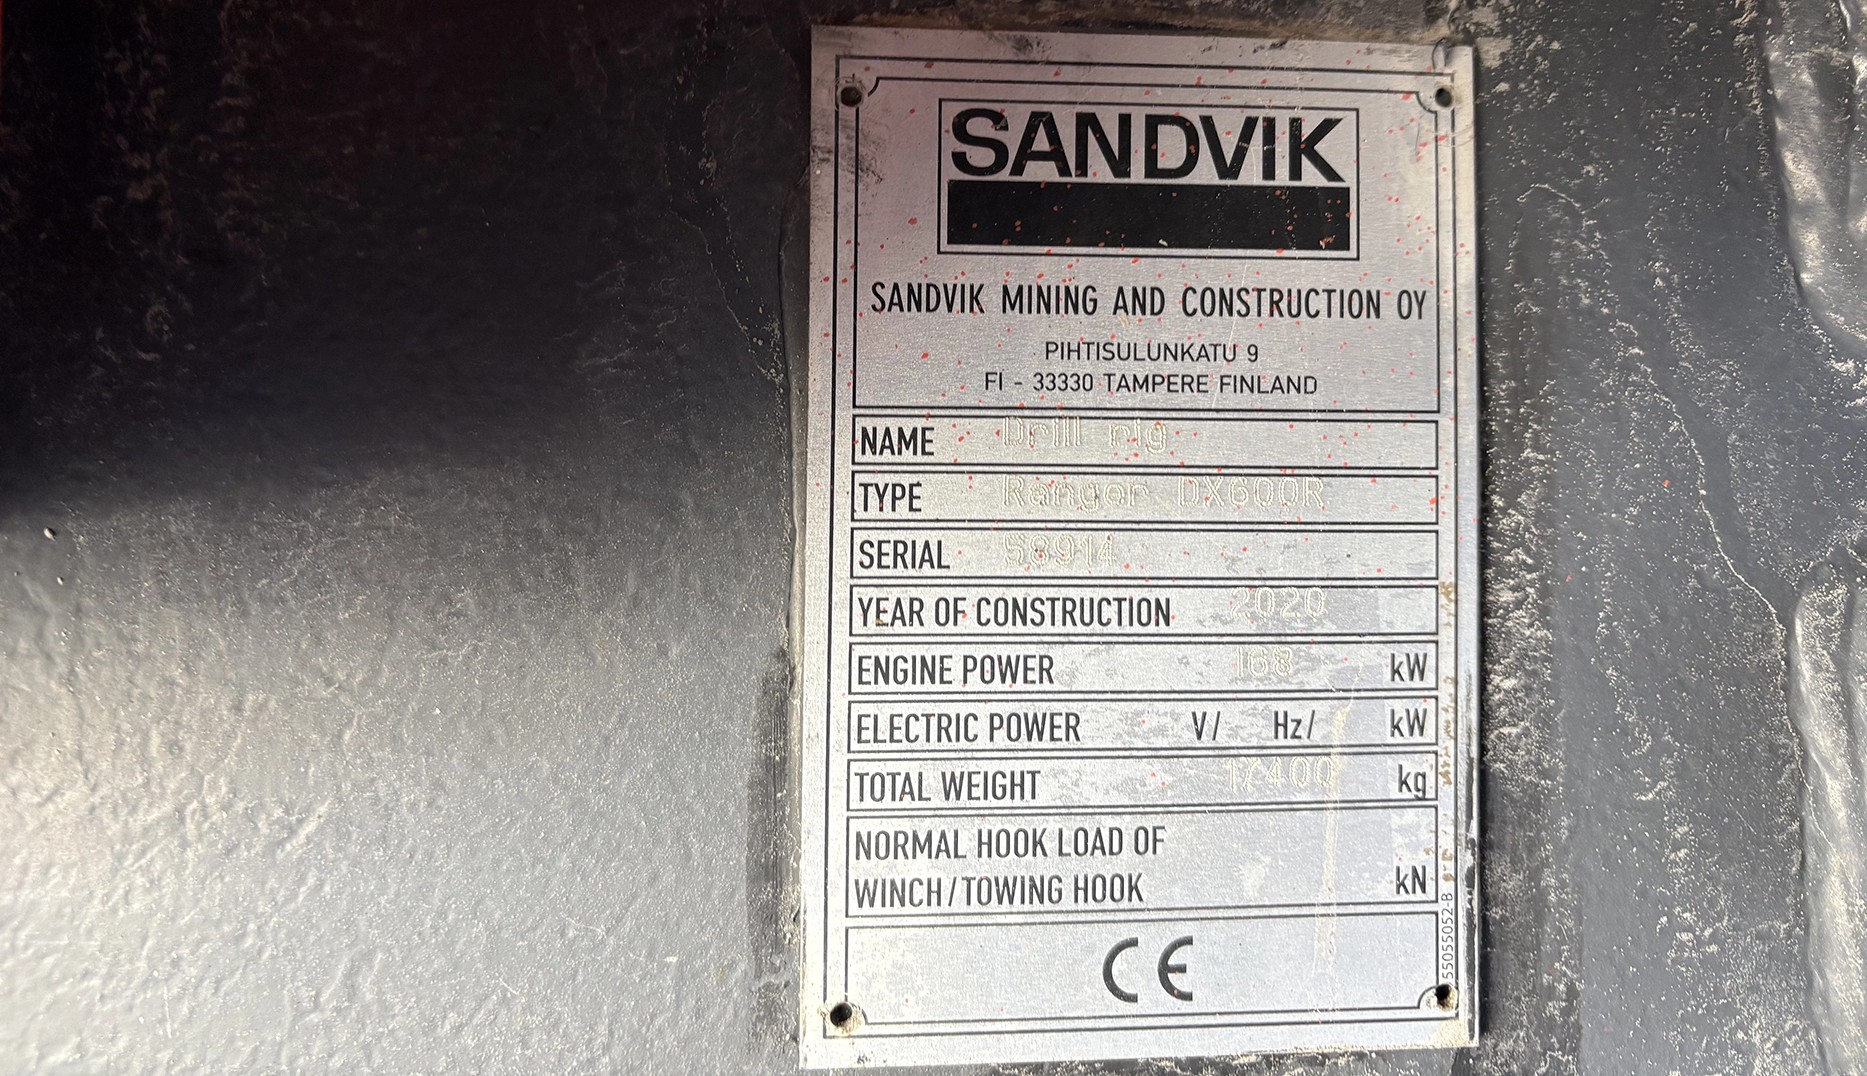 SANDVIK
SANDVIK MINING AND CONSTRUCTION OY
PIHTISULUNKATU 9
FI - 33330 TAMPERE FINLAND
NAME Drill rig
TYPE Ranger DX600R
SERIAL 58914
YEAR OF CONSTRUCTION 2020
ENGINE POWER 168 kW
ELECTRIC POWER V/ Hz/ kW
TOTAL WEIGHT 17400 kg
NORMAL HOOK LOAD OF
WINCH/TOWING HOOK kN
CE
55055052-B